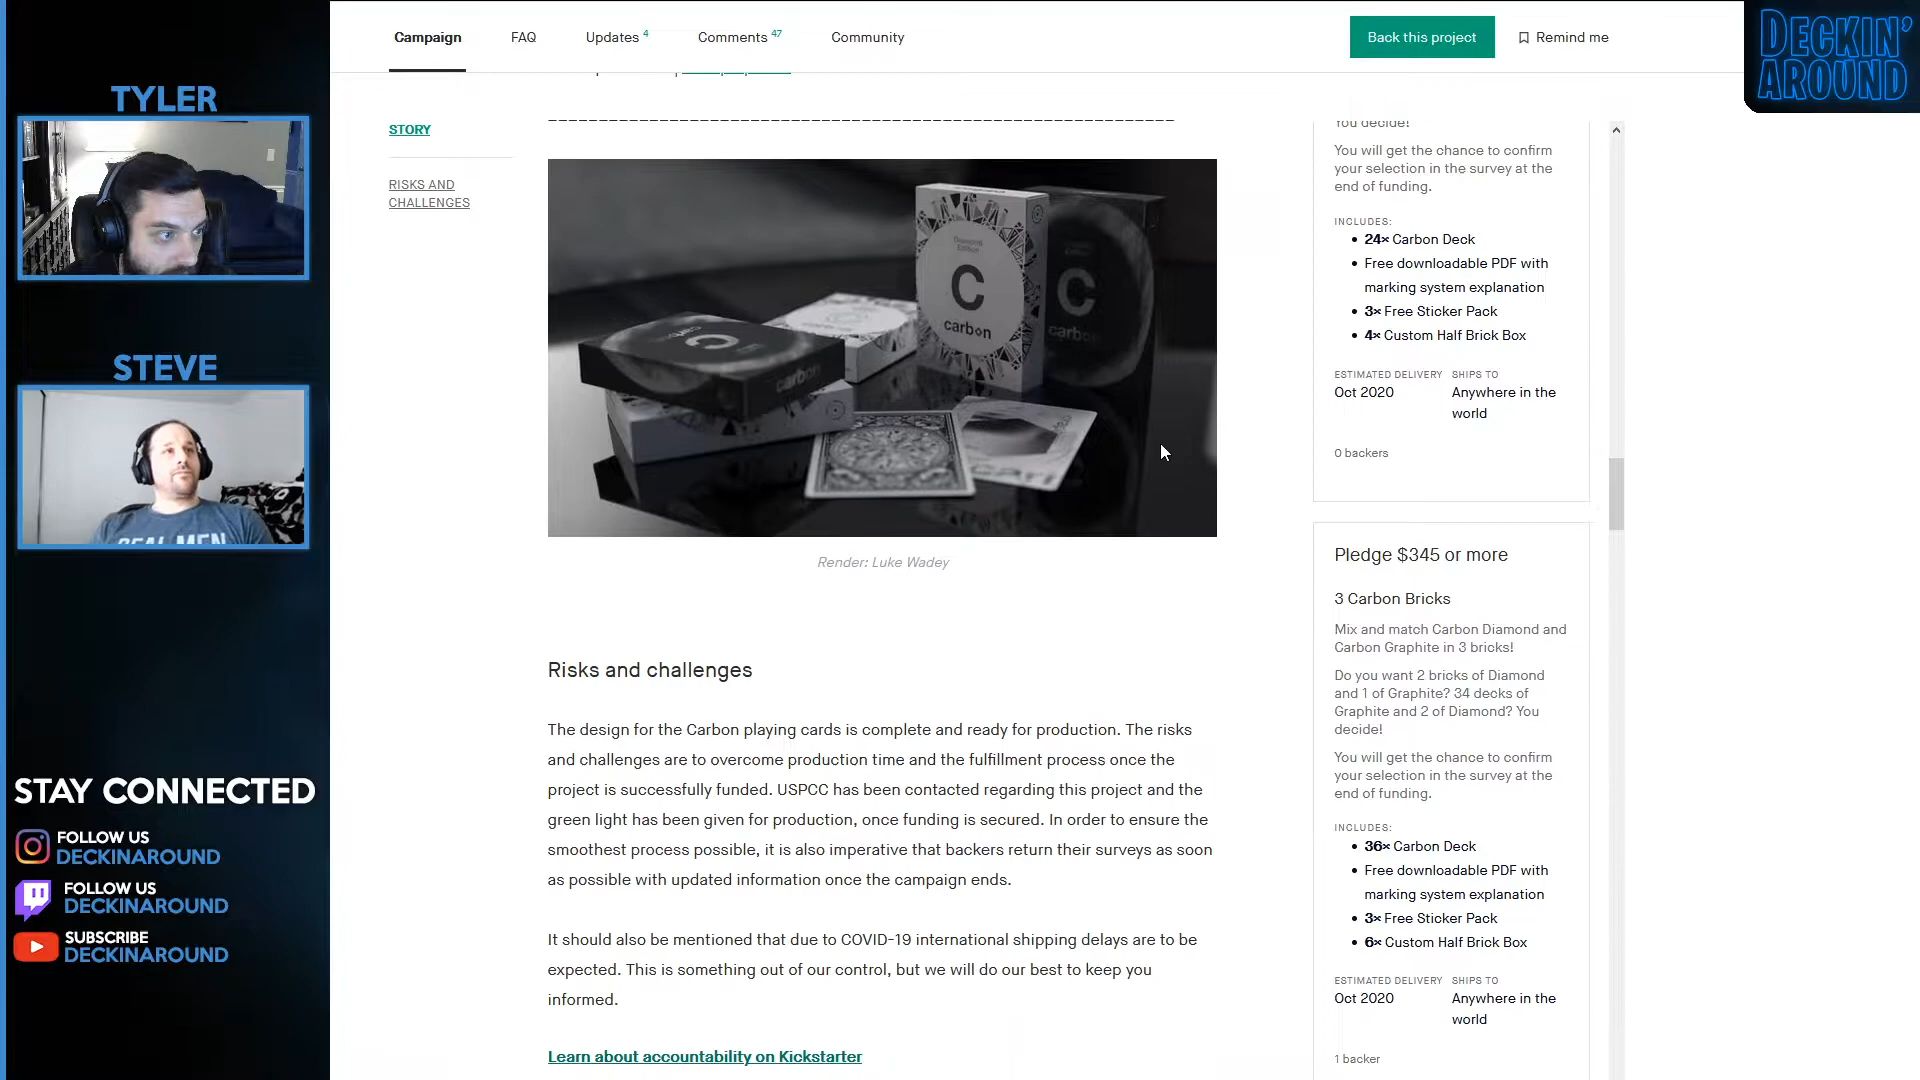 Campaign
FAQ
Updates 4
Comments 47
Community
Back this project
Remind me
DECKIN' AROUND
TYLER
STEVE
REAL MEN
STAY CONNECTED
FOLLOW US
DECKINAROUND
FOLLOW US
DECKINAROUND
SUBSCRIBE
DECKINAROUND
STORY
RISKS AND
CHALLENGES
Diamond
Edition
C
carbon
C
carbon
C
carbon
Render: Luke Wadey
Risks and challenges
The design for the Carbon playing cards is complete and ready for production. The risks
and challenges are to overcome production time and the fulfillment process once the
project is successfully funded. USPCC has been contacted regarding this project and the
green light has been given for production, once funding is secured. In order to ensure the
smoothest process possible, it is also imperative that backers return their surveys as soon
as possible with updated information once the campaign ends.
It should also be mentioned that due to COVID-19 international shipping delays are to be
expected. This is something out of our control, but we will do our best to keep you
informed.
Learn about accountability on Kickstarter
You decide!
You will get the chance to confirm
your selection in the survey at the
end of funding.
INCLUDES:
• 24× Carbon Deck
• Free downloadable PDF with
marking system explanation
• 3× Free Sticker Pack
• 4× Custom Half Brick Box
ESTIMATED DELIVERY SHIPS TO
Oct 2020 Anywhere in the
world
0 backers
Pledge $345 or more
3 Carbon Bricks
Mix and match Carbon Diamond and
Carbon Graphite in 3 bricks!
Do you want 2 bricks of Diamond
and 1 of Graphite? 34 decks of
Graphite and 2 of Diamond? You
decide!
You will get the chance to confirm
your selection in the survey at the
end of funding.
INCLUDES:
• 36× Carbon Deck
• Free downloadable PDF with
marking system explanation
• 3× Free Sticker Pack
• 6× Custom Half Brick Box
ESTIMATED DELIVERY SHIPS TO
Oct 2020 Anywhere in the
world
1 backer